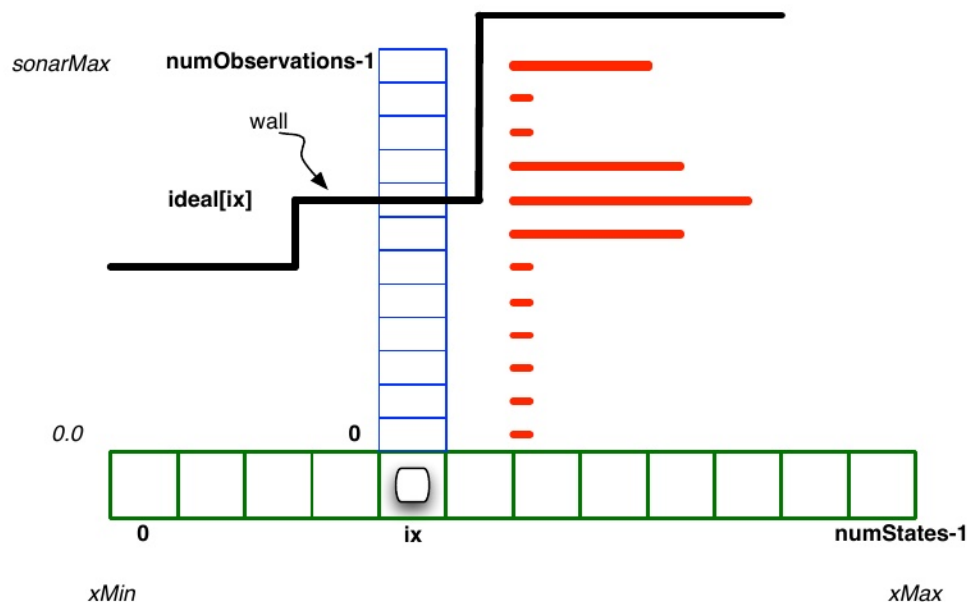 sonarMax
numObservations-1
wall
ideal[ix]
0.0
0
0
ix
numStates-1
xMin
xMax